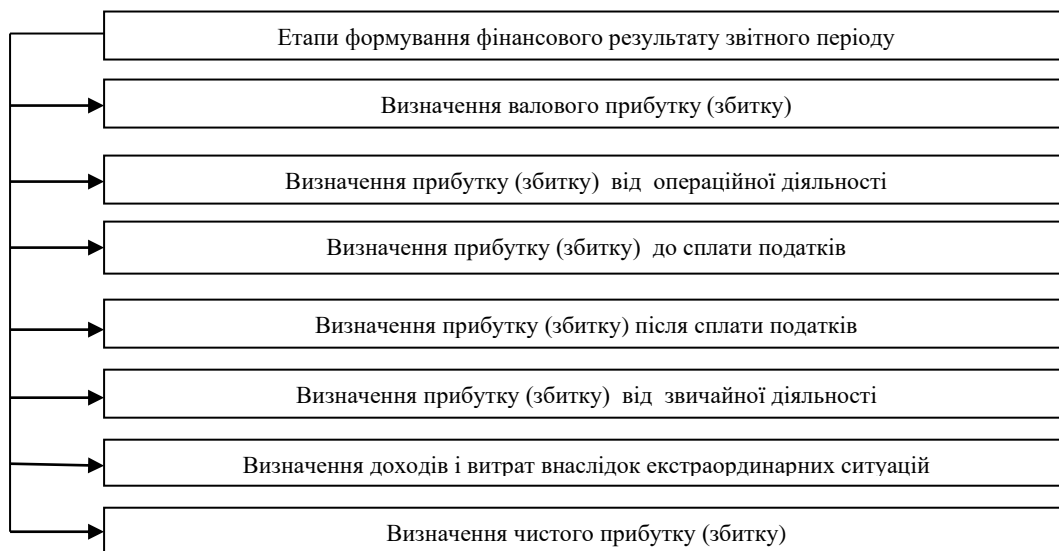 Етапи формування фінансового результату звітного періоду
Визначення валового прибутку (збитку)
Визначення прибутку (збитку) від операційної діяльності
Визначення прибутку (збитку) до сплати податків
Визначення прибутку (збитку) після сплати податків
Визначення прибутку (збитку) від звичайної діяльності
Визначення доходів і витрат внаслідок екстраординарних ситуацій
Визначення чистого прибутку (збитку)